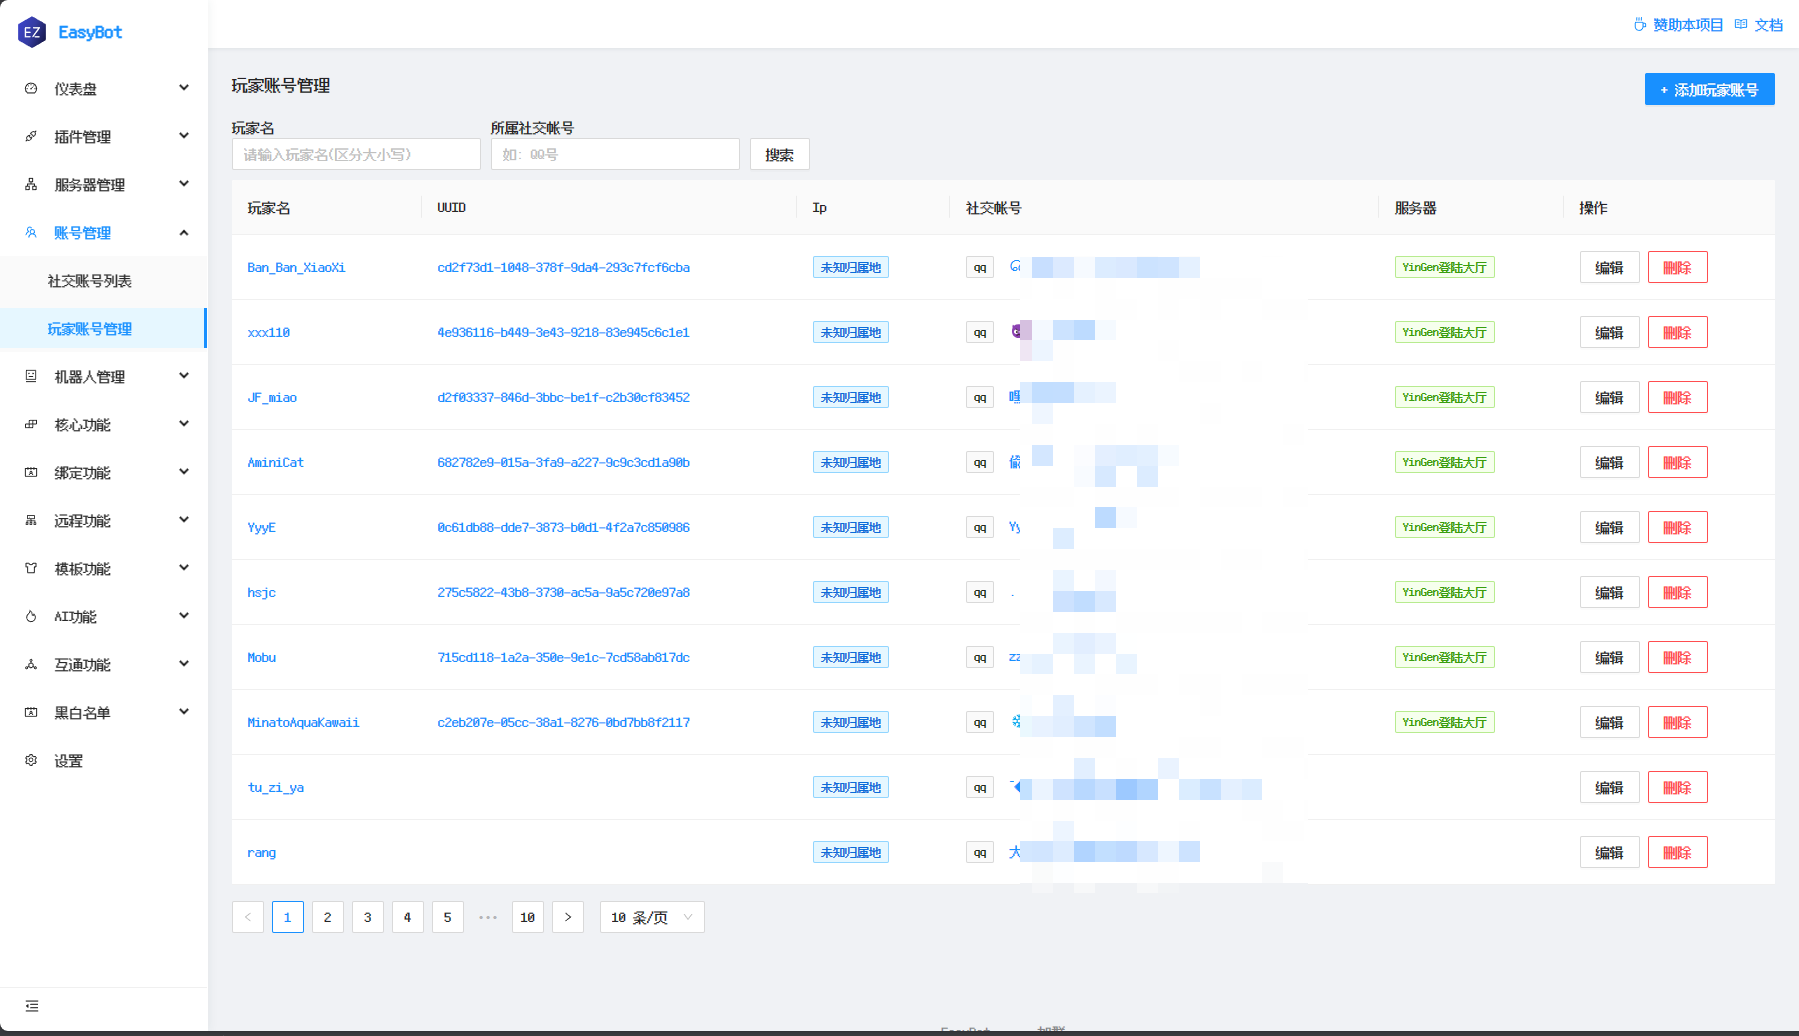 EZ EasyBot
赞助本项目 文档
仪表盘
插件管理
服务器管理
账号管理
社交账号列表
玩家账号管理
机器人管理
核心功能
绑定功能
远程功能
模板功能
AI功能
互通功能
黑白名单
设置
玩家账号管理
+ 添加玩家账号
玩家名 所属社交帐号
请输入玩家名(区分大小写) 如: QQ号 搜索
玩家名 UUID Ip 社交帐号 服务器 操作
Ban_Ban_XiaoXi cd2f73d1-1048-378f-9da4-293c7fcf6cba 未知归属地 qq YinGen登陆大厅 编辑 删除
xxx110 4e936116-b449-3e43-9218-83e945c6c1e1 未知归属地 qq YinGen登陆大厅 编辑 删除
JF_miao d2f03337-846d-3bbc-be1f-c2b30cf83452 未知归属地 qq 嘿 YinGen登陆大厅 编辑 删除
AminiCat 682782e9-015a-3fa9-a227-9c9c3cd1a90b 未知归属地 qq YinGen登陆大厅 编辑 删除
YyyE 0c61db88-dde7-3873-b0d1-4f2a7c850986 未知归属地 qq Yy YinGen登陆大厅 编辑 删除
hsjc 275c5822-43b8-3730-ac5a-9a5c720e97a8 未知归属地 qq . YinGen登陆大厅 编辑 删除
Mobu 715cd118-1a2a-350e-9e1c-7cd58ab817dc 未知归属地 qq zz YinGen登陆大厅 编辑 删除
MinatoAquaKawaii c2eb207e-05cc-38a1-8276-0bd7bb8f2117 未知归属地 qq YinGen登陆大厅 编辑 删除
tu_zi_ya 未知归属地 qq 编辑 删除
rang 未知归属地 qq 大 编辑 删除
< 1 2 3 4 5 ••• 10 > 10 条/页
EasyBot 加群